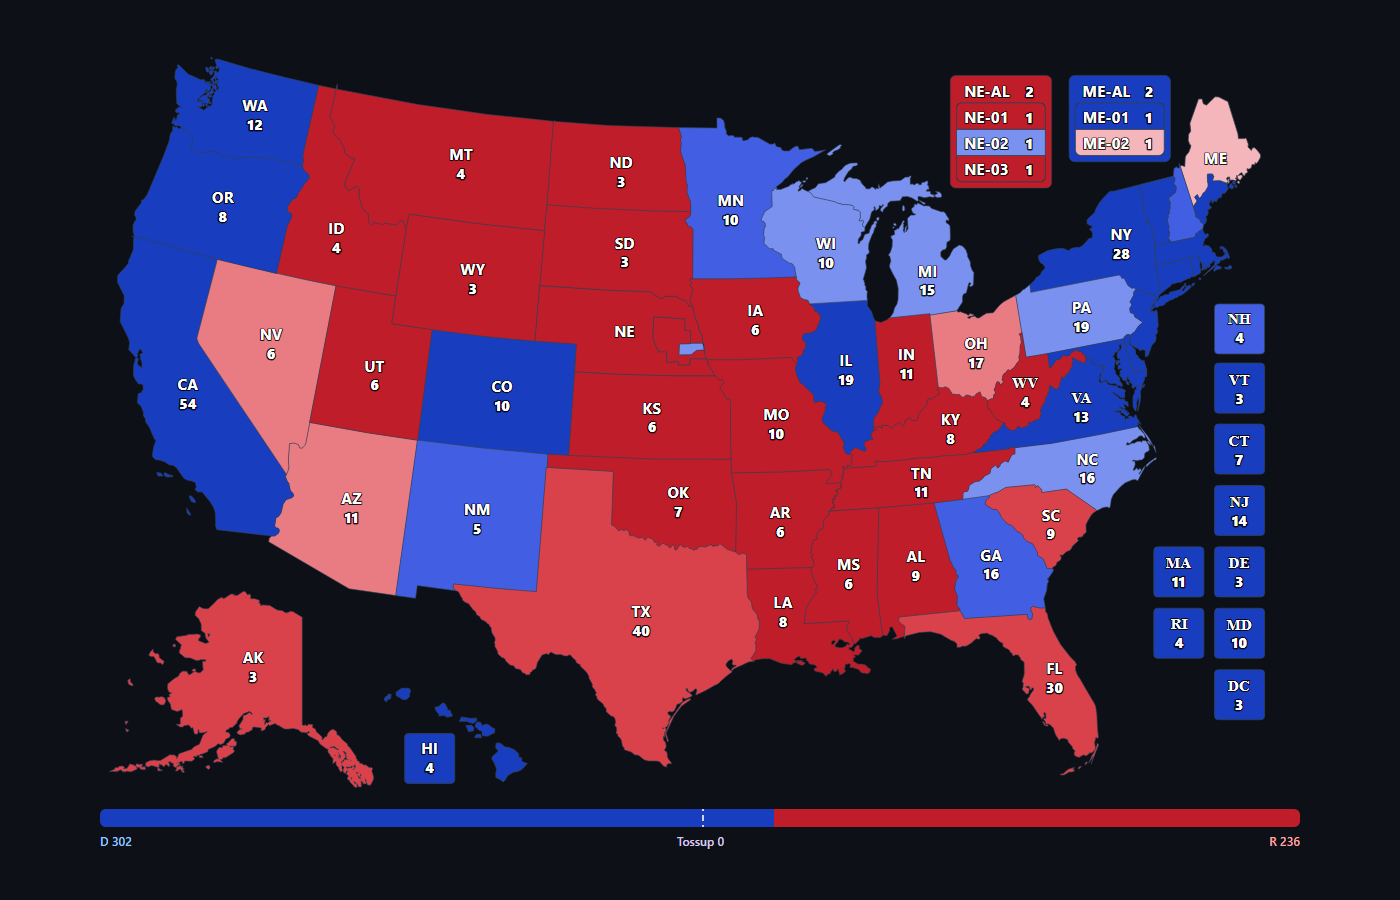 WA
12
OR
8
CA
54
NV
6
ID
4
MT
4
WY
3
UT
6
AZ
11
CO
10
NM
5
ND
3
SD
3
NE
KS
6
OK
7
TX
40
MN
10
IA
6
MO
10
AR
6
LA
8
WI
10
IL
19
MI
15
IN
11
OH
17
KY
8
TN
11
MS
6
AL
9
GA
16
FL
30
SC
9
NC
16
VA
13
WV
4
PA
19
NY
28
ME
AK
3
HI
4
NE-AL 2
NE-01 1
NE-02 1
NE-03 1
ME-AL 2
ME-01 1
ME-02 1
NH
4
VT
3
CT
7
NJ
14
MA
11
DE
3
RI
4
MD
10
DC
3
D 302
Tossup 0
R 236